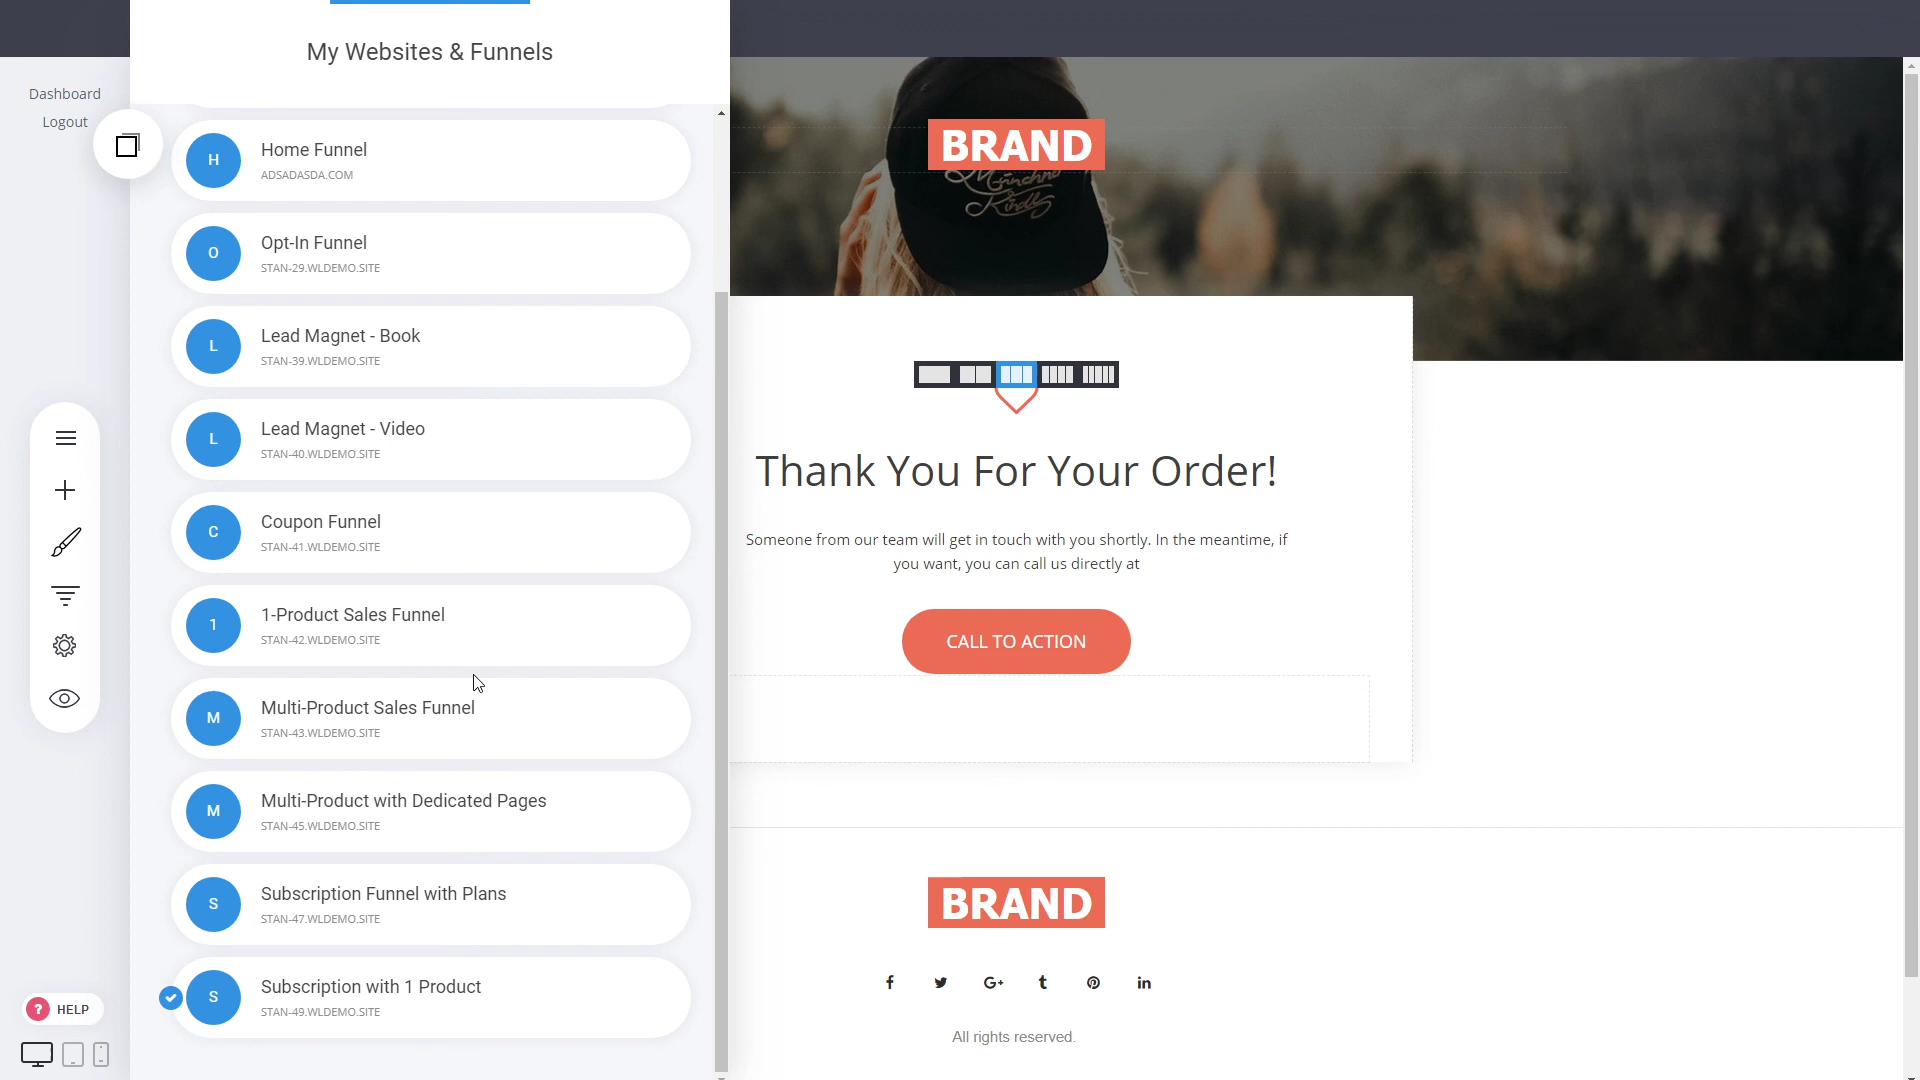 My Websites & Funnels
Dashboard
Logout
H
Home Funnel
ADSADASDA.COM
O
Opt-In Funnel
STAN-29.WLDEMO.SITE
L
Lead Magnet - Book
STAN-39.WLDEMO.SITE
L
Lead Magnet - Video
STAN-40.WLDEMO.SITE
C
Coupon Funnel
STAN-41.WLDEMO.SITE
1
1-Product Sales Funnel
STAN-42.WLDEMO.SITE
M
Multi-Product Sales Funnel
STAN-43.WLDEMO.SITE
M
Multi-Product with Dedicated Pages
STAN-45.WLDEMO.SITE
S
Subscription Funnel with Plans
STAN-47.WLDEMO.SITE
S
Subscription with 1 Product
STAN-49.WLDEMO.SITE
? HELP
BRAND
Thank You For Your Order!
Someone from our team will get in touch with you shortly. In the meantime, if
you want, you can call us directly at
CALL TO ACTION
BRAND
All rights reserved.